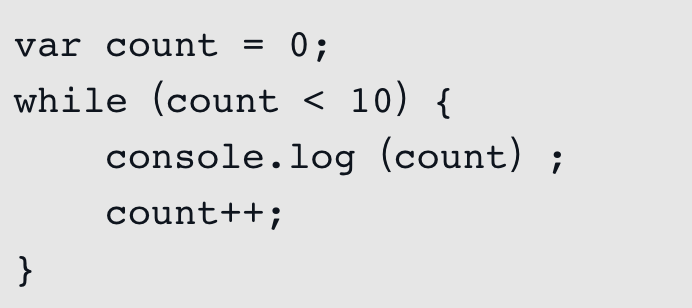 var count = 0;
while (count < 10) {
    console.log (count) ;
    count++;
}